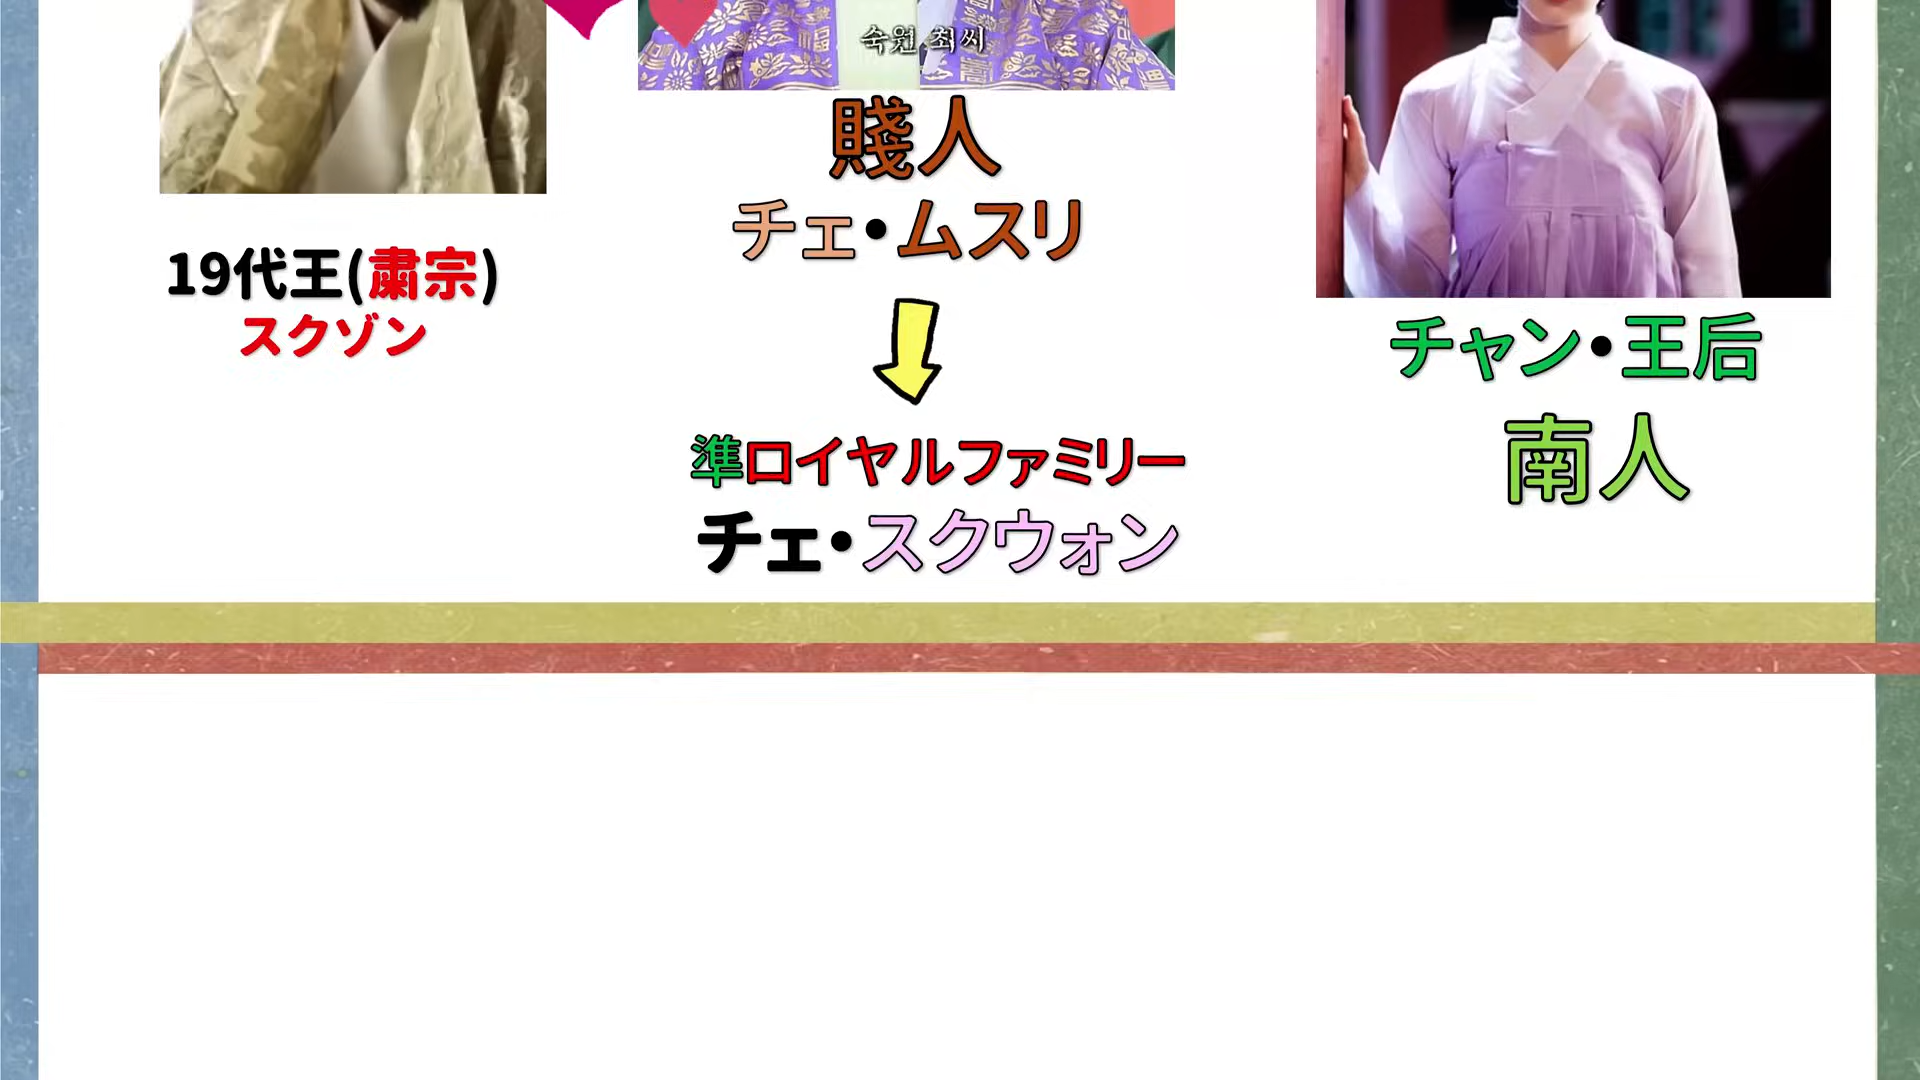 숙원 최씨
賤人
チェ・ムスリ
19代王(粛宗)
スクゾン
準ロイヤルファミリー
チェ・スクウォン
チャン・王后
南人